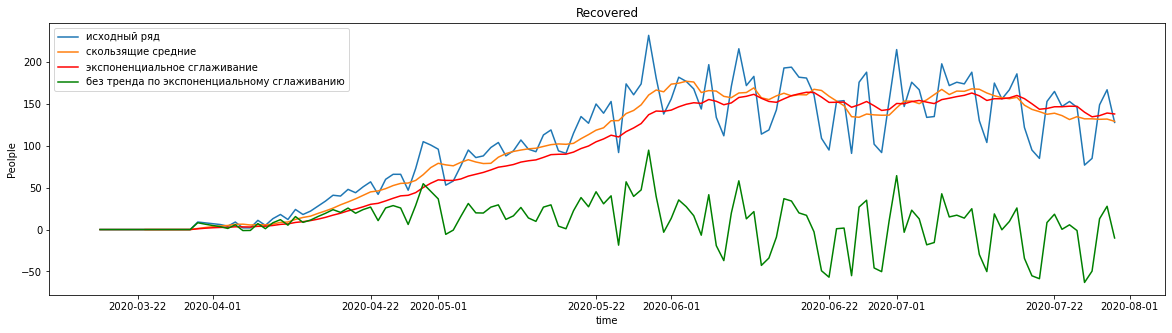 Recovered
исходный ряд
скользящие средние
экспоненциальное сглаживание
без тренда по экспоненциальному сглаживанию
200
150
100
50
0
−50
Peolple
2020-03-22 2020-04-01 2020-04-22 2020-05-01 2020-05-22 2020-06-01 2020-06-22 2020-07-01 2020-07-22 2020-08-01
time